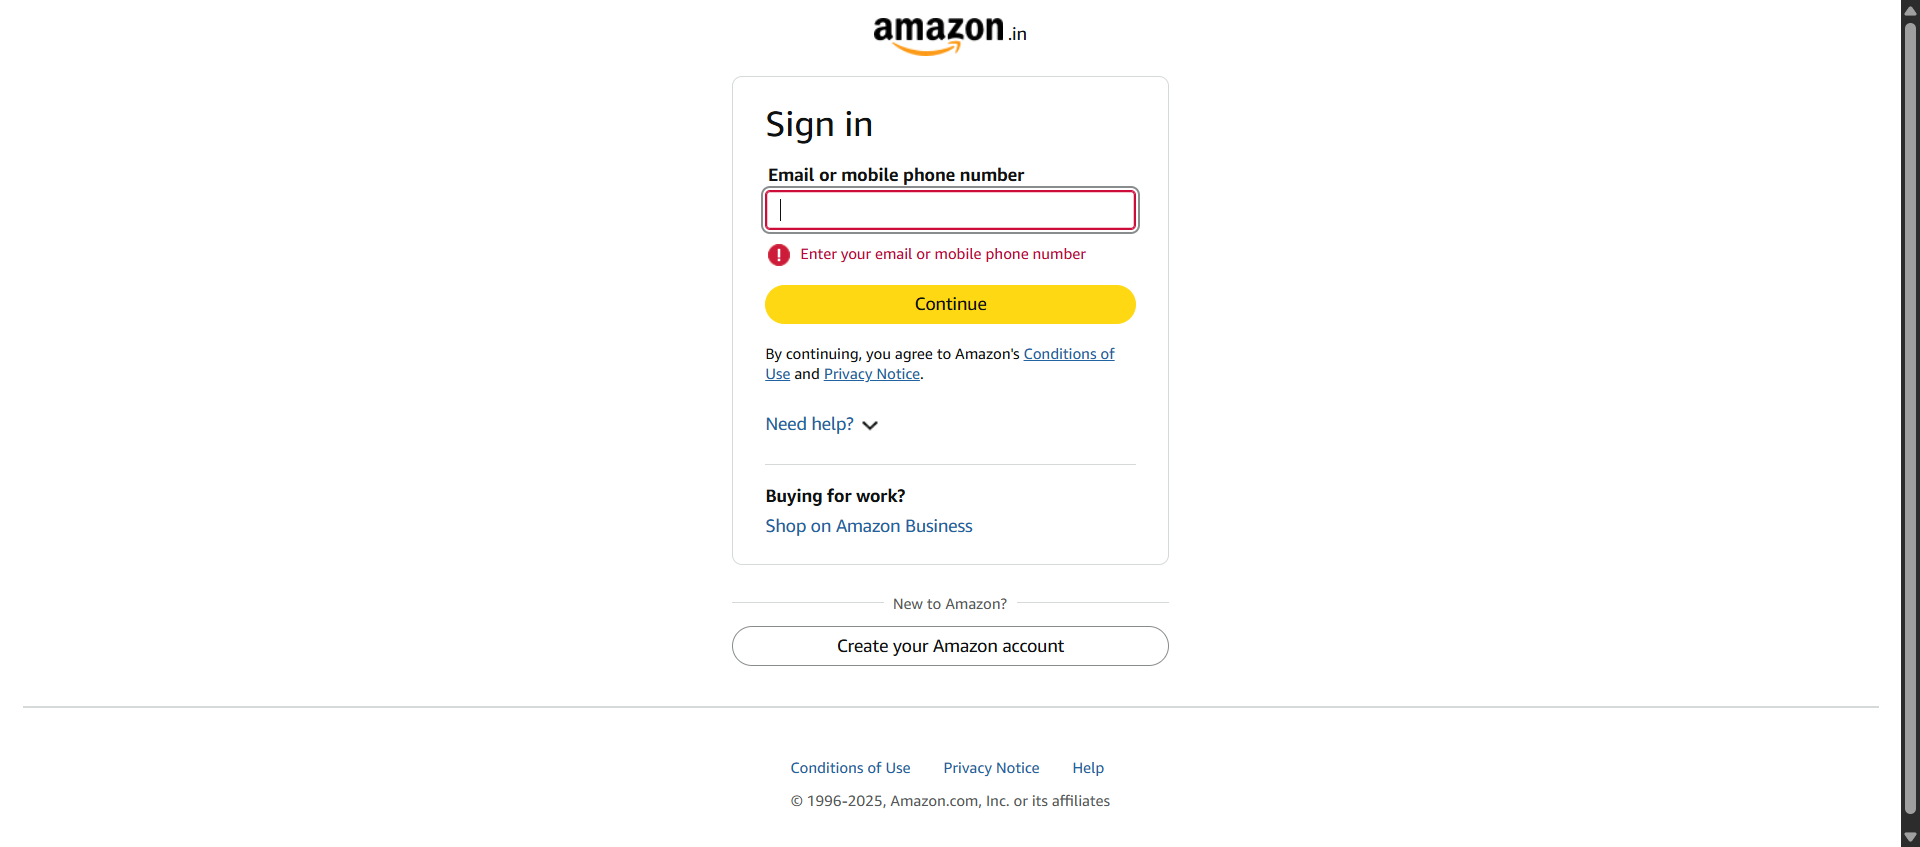 amazon.in
Sign in
Email or mobile phone number
Enter your email or mobile phone number
Continue
By continuing, you agree to Amazon's Conditions of
Use and Privacy Notice.
Need help?
Buying for work?
Shop on Amazon Business
New to Amazon?
Create your Amazon account
Conditions of Use Privacy Notice Help
© 1996-2025, Amazon.com, Inc. or its affiliates